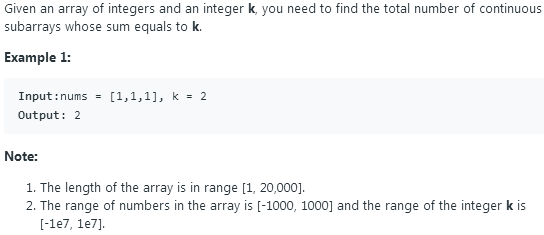 Given an array of integers and an integer k, you need to find the total number of continuous
subarrays whose sum equals to k.
Example 1:
Input:nums = [1,1,1], k = 2
Output: 2
Note:
1. The length of the array is in range [1, 20,000].
2. The range of numbers in the array is [-1000, 1000] and the range of the integer k is
[-1e7, 1e7].